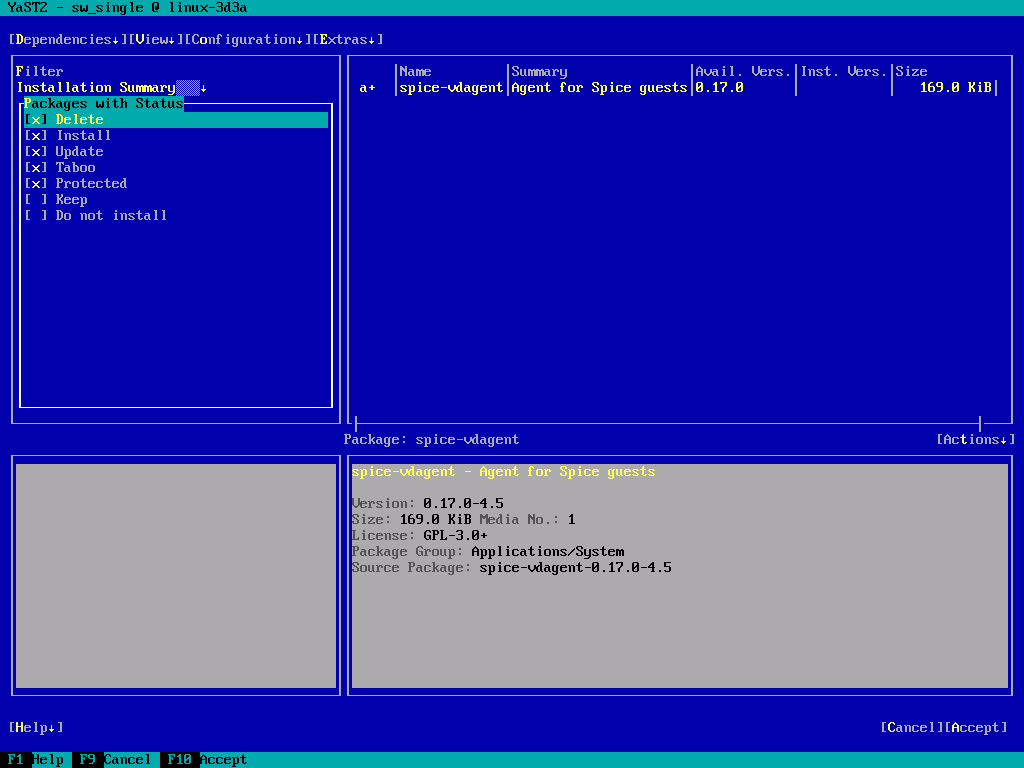 YaST2 - sw_single @ linux-3d3a
[Dependencies↓][View↓][Configuration↓][Extras↓]
Filter
Installation Summary ↓
Packages with Status
[x] Delete
[x] Install
[x] Update
[x] Taboo
[x] Protected
[ ] Keep
[ ] Do not install
|Name |Summary |Avail. Vers.|Inst. Vers.|Size
a+ |spice-vdagent|Agent for Spice guests|0.17.0 | | 169.0 KiB|
Package: spice-vdagent [Actions↓]
spice-vdagent - Agent for Spice guests
Version: 0.17.0-4.5
Size: 169.0 KiB Media No.: 1
License: GPL-3.0+
Package Group: Applications/System
Source Package: spice-vdagent-0.17.0-4.5
[Help↓] [Cancel][Accept]
F1 Help F9 Cancel F10 Accept